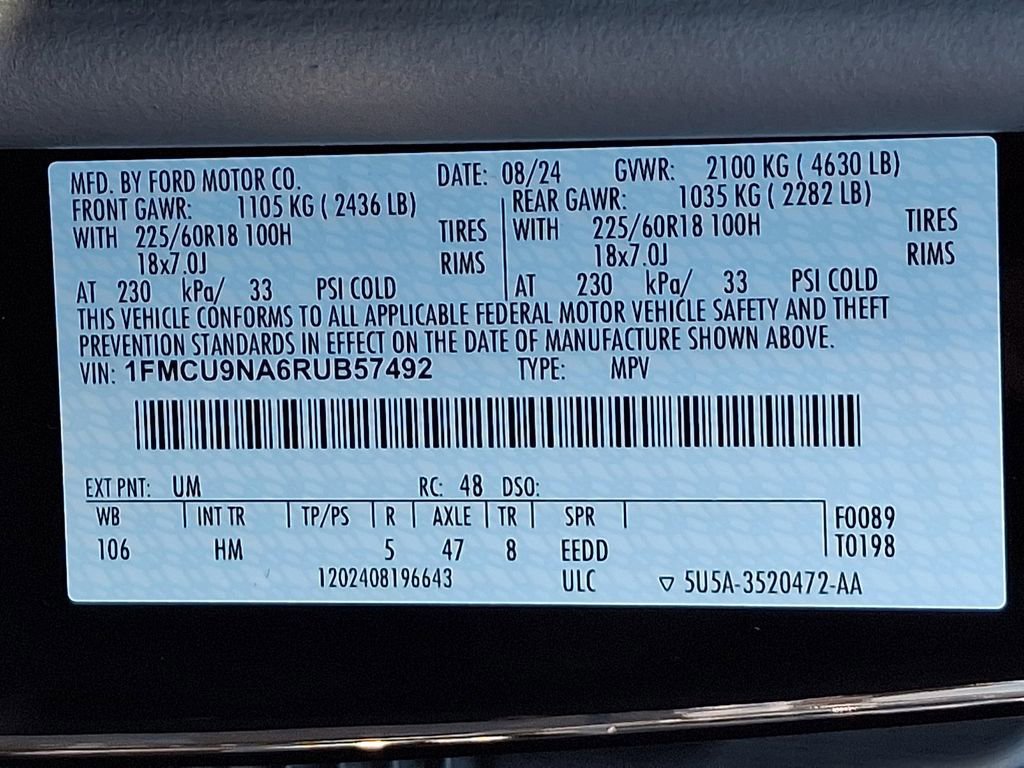 MFD. BY FORD MOTOR CO. DATE: 08/24 GVWR: 2100 KG ( 4630 LB)
FRONT GAWR: 1105 KG ( 2436 LB) REAR GAWR: 1035 KG ( 2282 LB)
WITH 225/60R18 100H TIRES WITH 225/60R18 100H TIRES
18x7.0J RIMS 18x7.0J RIMS
AT 230 kPa/ 33 PSI COLD AT 230 kPa/ 33 PSI COLD
THIS VEHICLE CONFORMS TO ALL APPLICABLE FEDERAL MOTOR VEHICLE SAFETY AND THEFT
PREVENTION STANDARDS IN EFFECT ON THE DATE OF MANUFACTURE SHOWN ABOVE.
VIN: 1FMCU9NA6RUB57492 TYPE: MPV
EXT PNT: UM RC: 48 DSO:
WB INT TR TP/PS R AXLE TR SPR F0089
106 HM 5 47 8 EEDD T0198
1202408196643 ULC ▽ 5U5A-3520472-AA